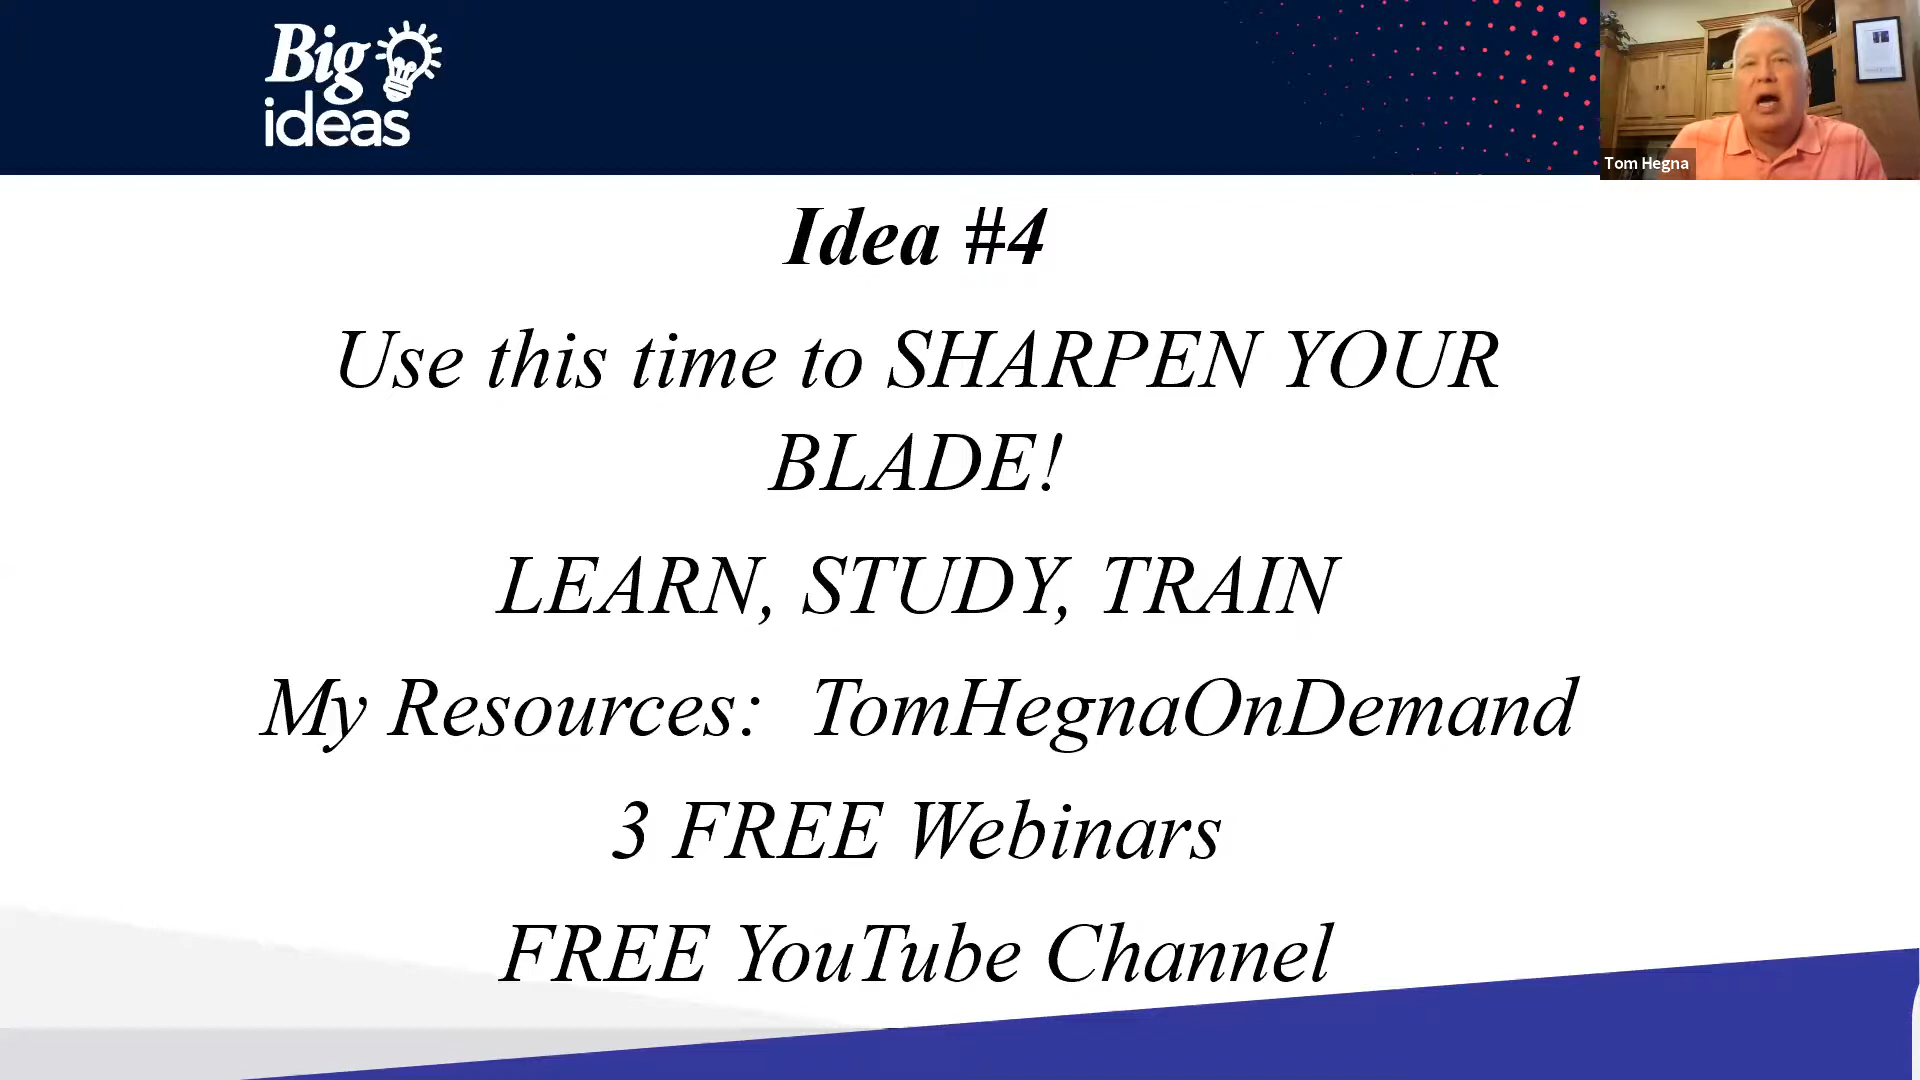 Big
ideas
Tom Hegna
Idea #4
Use this time to SHARPEN YOUR
BLADE!
LEARN, STUDY, TRAIN
My Resources:  TomHegnaOnDemand
3 FREE Webinars
FREE YouTube Channel